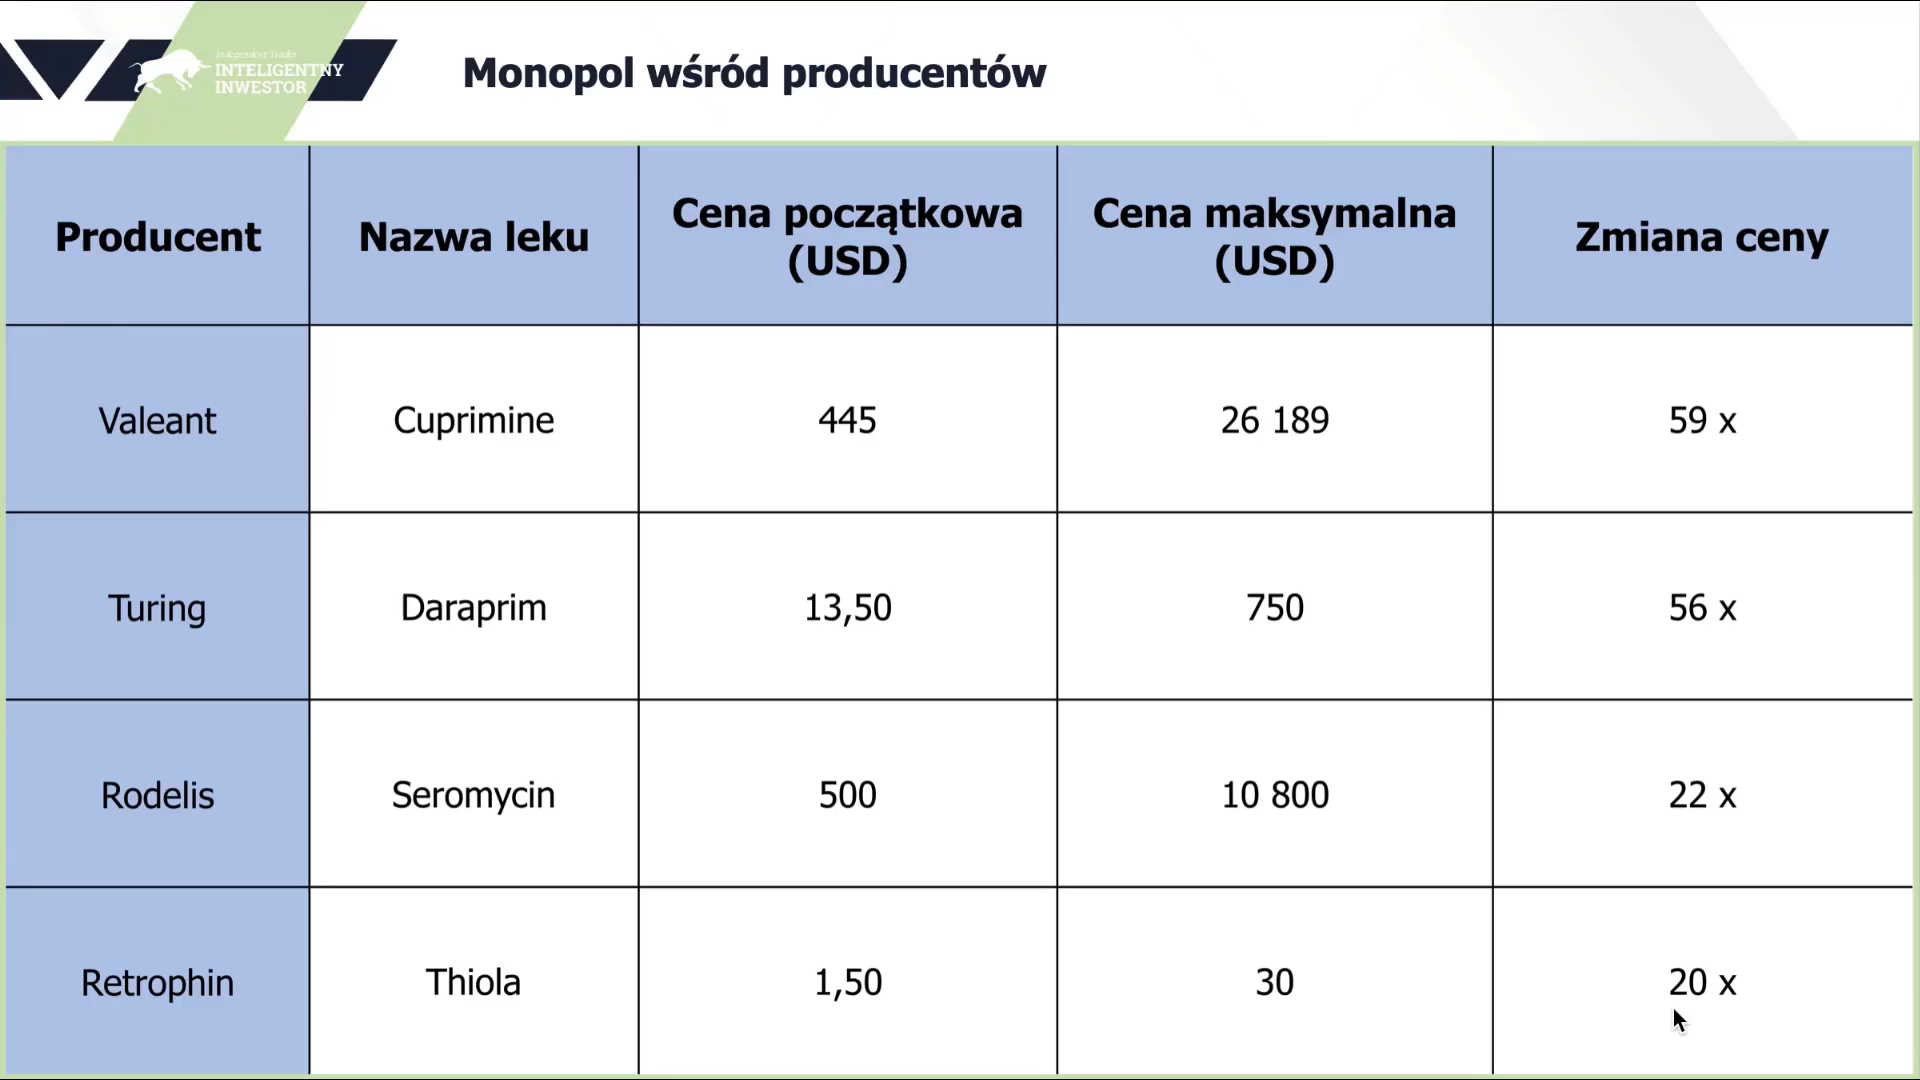 Independent Trader
INTELIGENTNY
INWESTOR
Monopol wśród producentów
Producent
Nazwa leku
Cena początkowa
(USD)
Cena maksymalna
(USD)
Zmiana ceny
Valeant
Cuprimine
445
26 189
59 x
Turing
Daraprim
13,50
750
56 x
Rodelis
Seromycin
500
10 800
22 x
Retrophin
Thiola
1,50
30
20 x